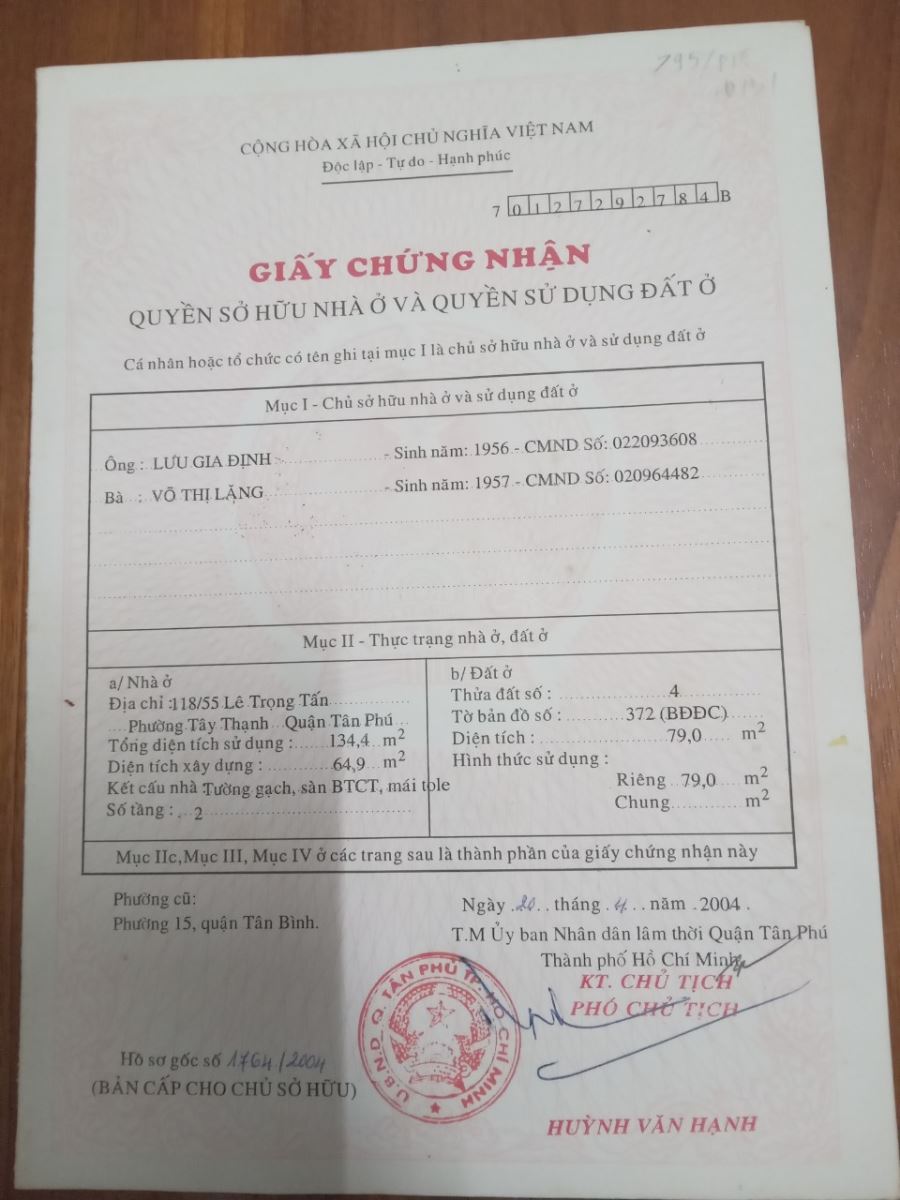 795/
CỘNG HÒA XÃ HỘI CHỦ NGHĨA VIỆT NAM
Độc lập - Tự do - Hạnh phúc
7 0 1 2 7 2 9 2 7 8 4 B
GIẤY CHỨNG NHẬN
QUYỀN SỞ HỮU NHÀ Ở VÀ QUYỀN SỬ DỤNG ĐẤT Ở
Cá nhân hoặc tổ chức có tên ghi tại mục I là chủ sở hữu nhà ở và sử dụng đất ở
Mục I - Chủ sở hữu nhà ở và sử dụng đất ở
Ông : LƯU GIA ĐỊNH - Sinh năm: 1956 - CMND Số: 022093608
Bà : VÕ THỊ LẶNG - Sinh năm: 1957 - CMND Số: 020964482
Mục II - Thực trạng nhà ở, đất ở
a/ Nhà ở
Địa chỉ :118/55 Lê Trọng Tấn
Phường Tây Thạnh Quận Tân Phú
Tổng diện tích sử dụng : 134,4 m2
Diện tích xây dựng : 64,9 m2
Kết cấu nhà :Tường gạch, sàn BTCT, mái tole
Số tầng : 2
b/ Đất ở
Thửa đất số : 4
Tờ bản đồ số : 372 (BĐĐC)
Diện tích : 79,0 m2
Hình thức sử dụng :
Riêng 79,0 m2
Chung m2
Mục IIc,Mục III, Mục IV ở các trang sau là thành phần của giấy chứng nhận này
Phường cũ:
Phường 15, quận Tân Bình.
Ngày 20 tháng 4 năm 2004
T.M Ủy ban Nhân dân lâm thời Quận Tân Phú
Thành phố Hồ Chí Minh
KT. CHỦ TỊCH
PHÓ CHỦ TỊCH
U.B.N.D Q. TÂN PHÚ TP. HỒ CHÍ MINH
Hồ sơ gốc số 1764/2004
(BẢN CẤP CHO CHỦ SỞ HỮU)
HUỲNH VĂN HẠNH